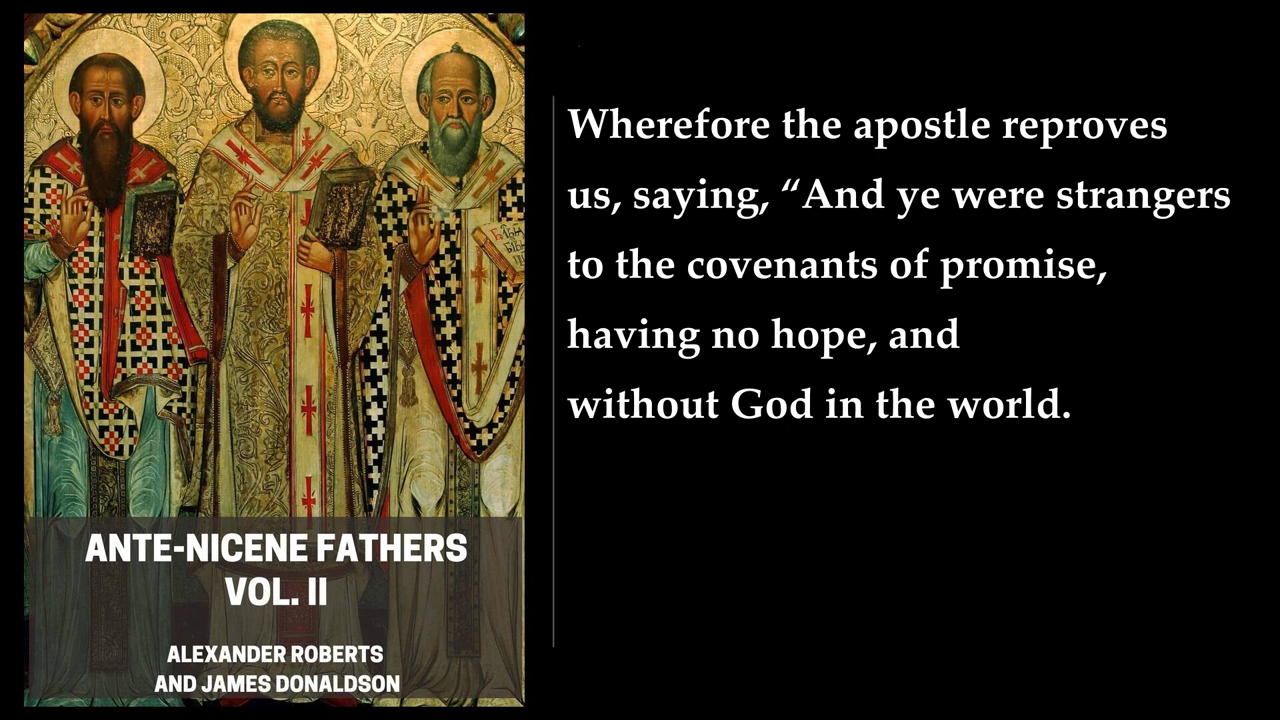 Wherefore the apostle reproves
us, saying, “And ye were strangers
to the covenants of promise,
having no hope, and
without God in the world.
ANTE-NICENE FATHERS
VOL. II
ALEXANDER ROBERTS
AND JAMES DONALDSON